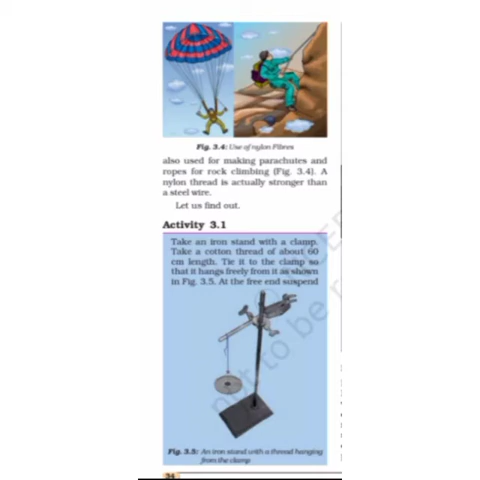 Fig. 3.4: Use of nylon Fibres
also used for making parachutes and
ropes for rock climbing (Fig. 3.4). A
nylon thread is actually stronger than
a steel wire.
Let us find out.
Activity 3.1
Take an iron stand with a clamp.
Take a cotton thread of about 60
cm length. Tie it to the clamp so
that it hangs freely from it as shown
in Fig. 3.5. At the free end suspend
not to be
Fig. 3.5: An iron stand with a thread hanging
from the clamp
34